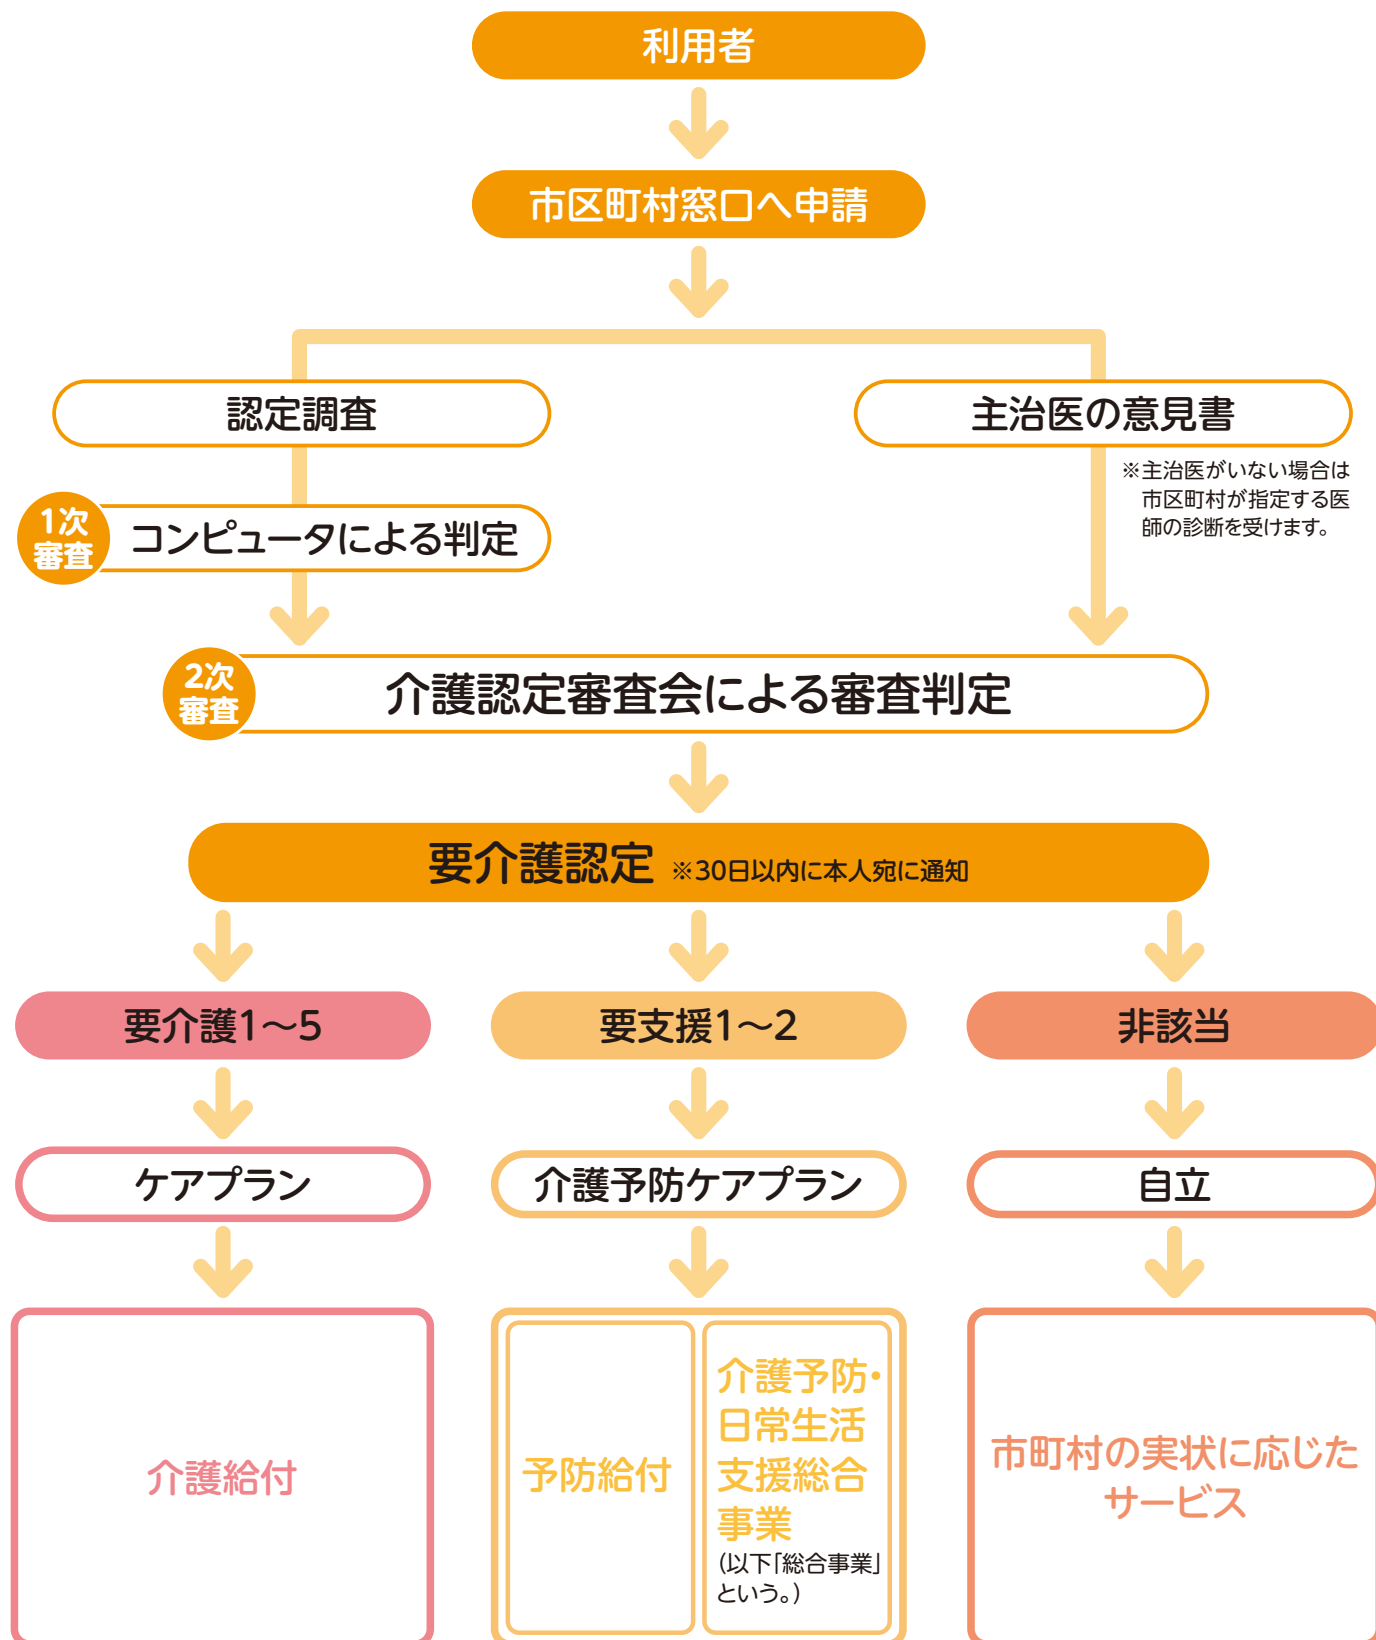 利用者
市区町村窓口へ申請
認定調査
主治医の意見書
※主治医がいない場合は
市区町村が指定する医
師の診断を受けます。
1次
審査
コンピュータによる判定
2次
審査
介護認定審査会による審査判定
要介護認定 ※30日以内に本人宛に通知
要介護1～5
要支援1～2
非該当
ケアプラン
介護予防ケアプラン
自立
介護給付
予防給付
介護予防・
日常生活
支援総合
事業
(以下「総合事業」
という。)
市町村の実状に応じた
サービス